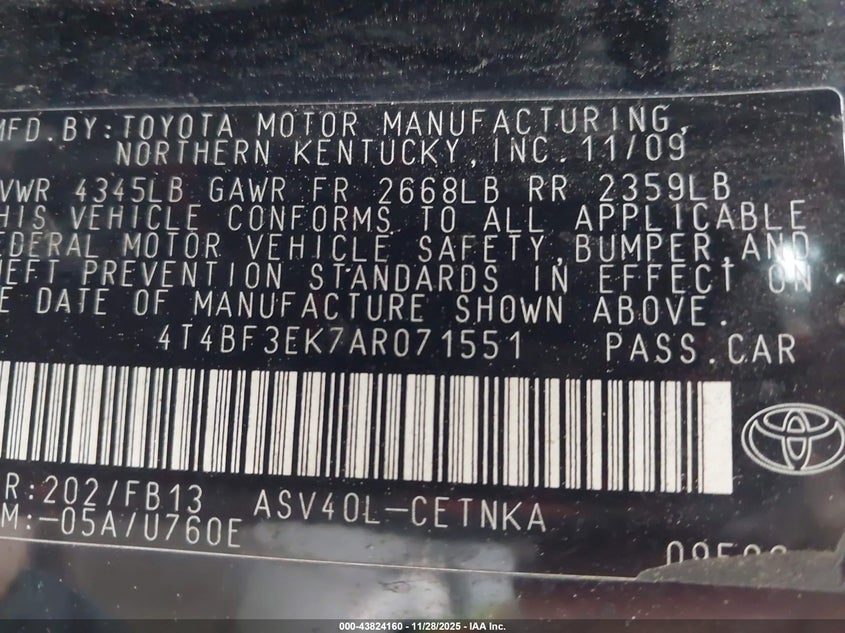 MFD. BY: TOYOTA MOTOR MANUFACTURING,
NORTHERN KENTUCKY, INC. 11/09
VWR 4345LB GAWR FR 2668LB RR 2359LB
HIS VEHICLE CONFORMS TO ALL APPLICABLE
EDERAL MOTOR VEHICLE SAFETY, BUMPER, AND
HEFT PREVENTION STANDARDS IN EFFECT ON
E DATE OF MANUFACTURE SHOWN ABOVE.
4T4BF3EK7AR071551 PASS. CAR
R:202/FB13 ASV40L-CETNKA
M:-05A/U760E
000-43824160 - 11/28/2025 - IAA Inc.